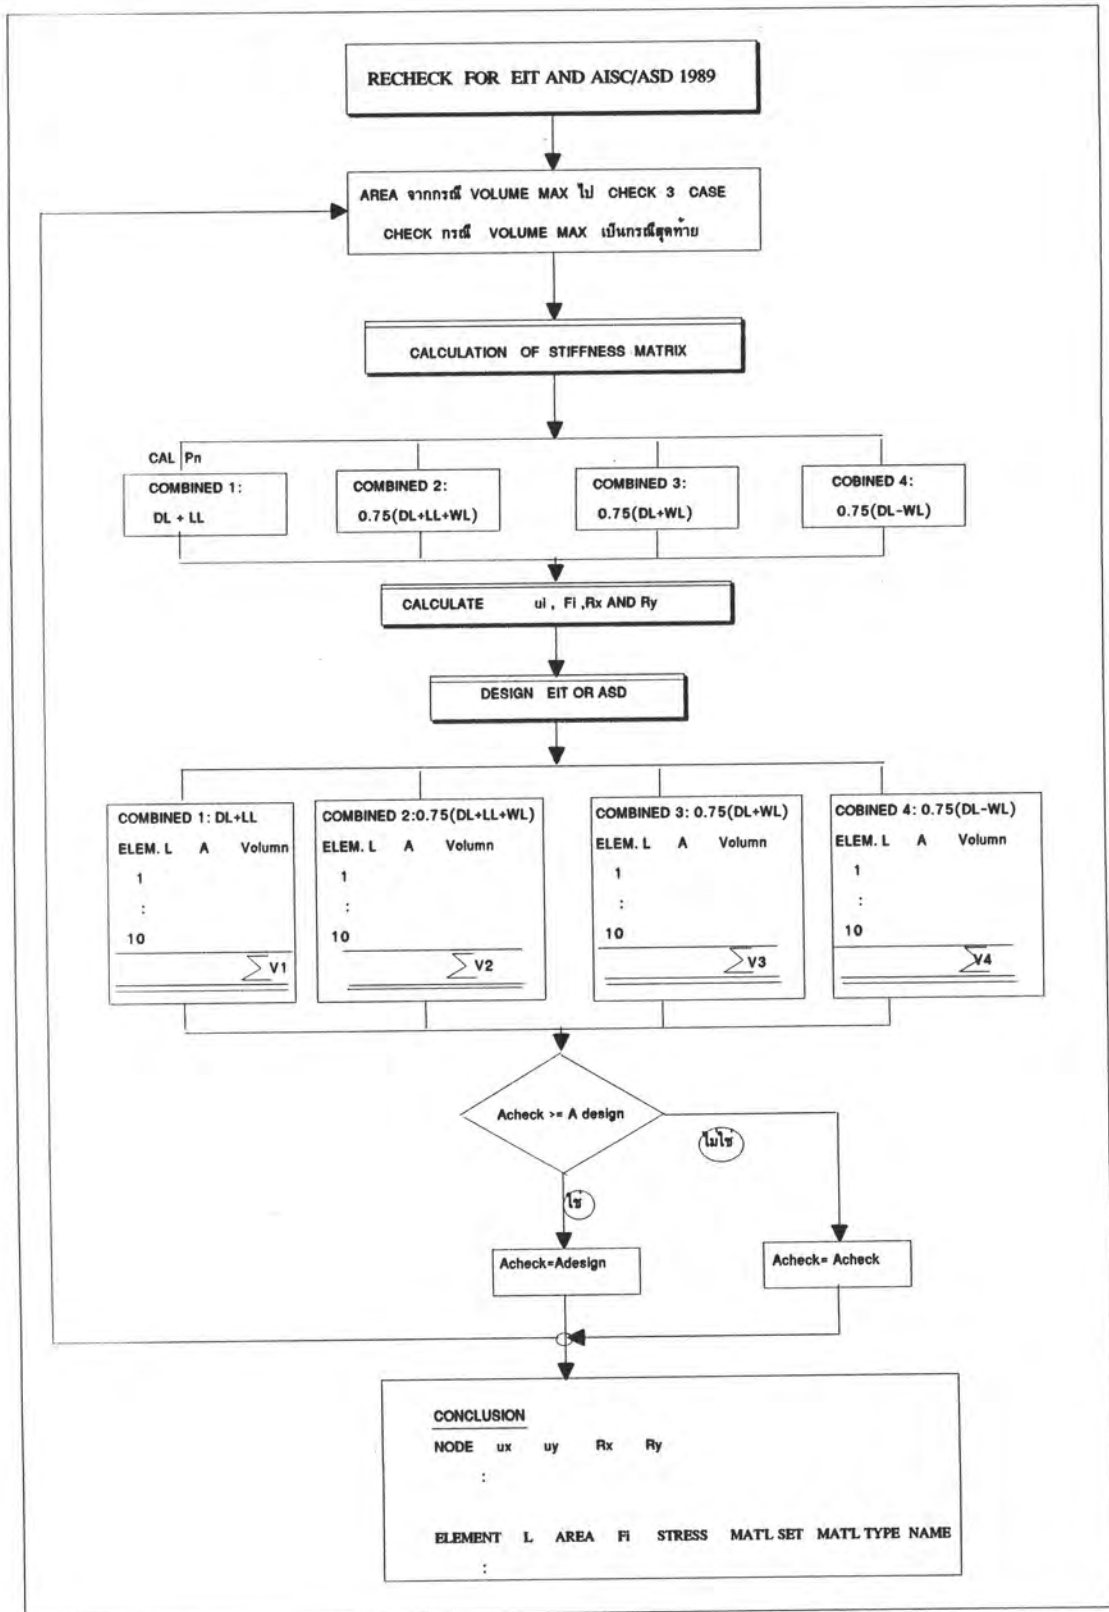 RECHECK FOR EIT AND AISC/ASD 1989
AREA จากกรณี VOLUME MAX ไป CHECK 3 CASE
CHECK กรณี VOLUME MAX เป็นกรณีสุดท้าย
CALCULATION OF STIFFNESS MATRIX
CAL Pn
COMBINED 1:
DL + LL
COMBINED 2:
0.75(DL+LL+WL)
COMBINED 3:
0.75(DL+WL)
COBINED 4:
0.75(DL-WL)
CALCULATE ui , Fi ,Rx AND Ry
DESIGN EIT OR ASD
COMBINED 1: DL+LL
ELEM. L A Volumn
1
:
10
∑V1
COMBINED 2:0.75(DL+LL+WL)
ELEM. L A Volumn
1
:
10
∑V2
COMBINED 3: 0.75(DL+WL)
ELEM. L A Volumn
1
:
10
∑V3
COBINED 4: 0.75(DL-WL)
ELEM. L A Volumn
1
:
10
∑V4
Acheck >= A design
ไม่ใช่
ใช่
Acheck=Adesign
Acheck= Acheck
CONCLUSION
NODE ux uy Rx Ry
:
ELEMENT L AREA Fi STRESS MAT'L SET MAT'L TYPE NAME
: